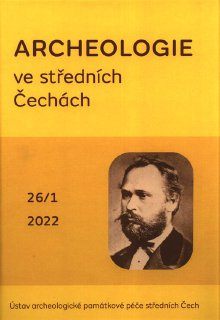 ARCHEOLOGIE
ve středních
Čechách
26/1
2022
Ústav archeologické památkové péče středních Čech